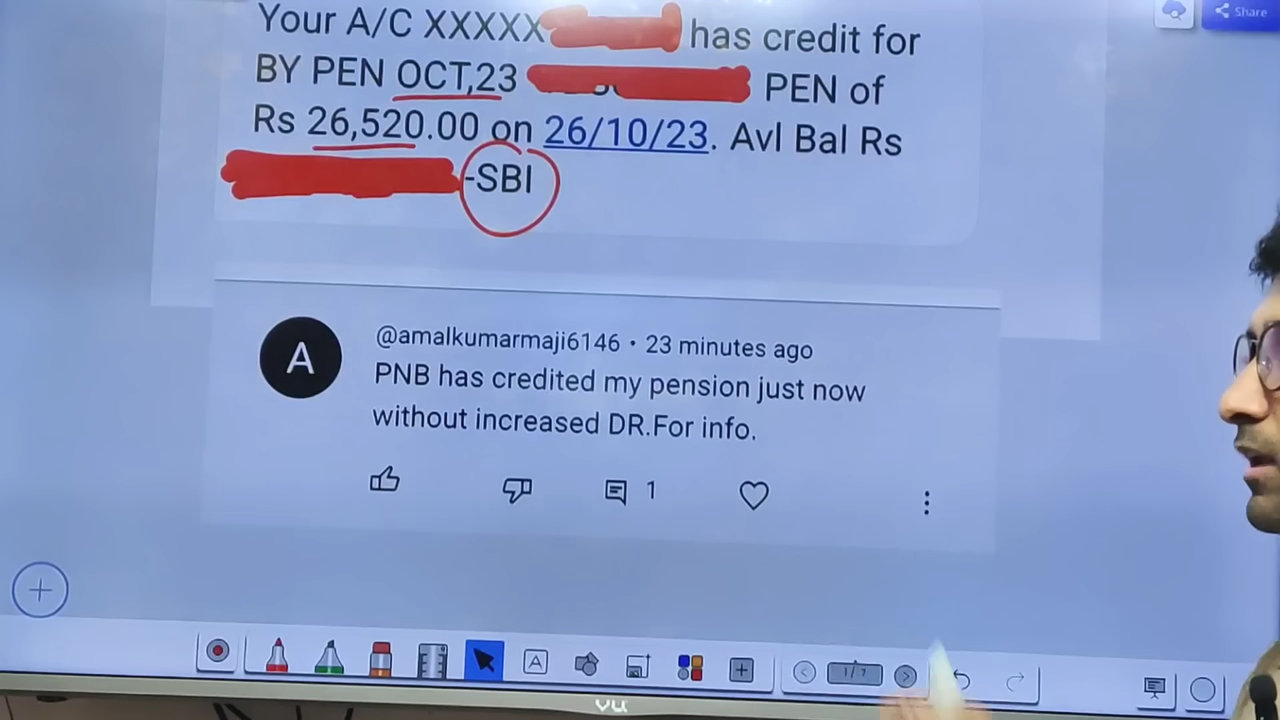 Share
Your A/C XXXXX has credit for
BY PEN OCT,23 PEN of
Rs 26,520.00 on 26/10/23. Avl Bal Rs
-SBI
A
@amalkumarmaji6146 • 23 minutes ago
PNB has credited my pension just now
without increased DR.For info.
1
A
vu